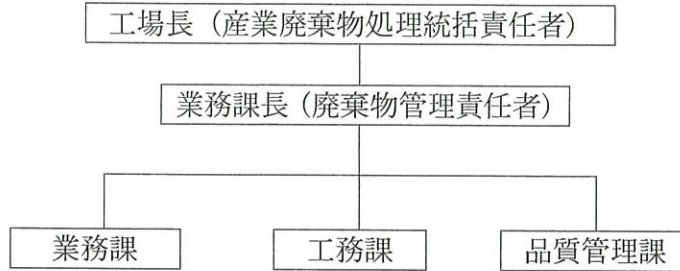 工場長（産業廃棄物処理統括責任者）
業務課長（廃棄物管理責任者）
業務課
工務課
品質管理課